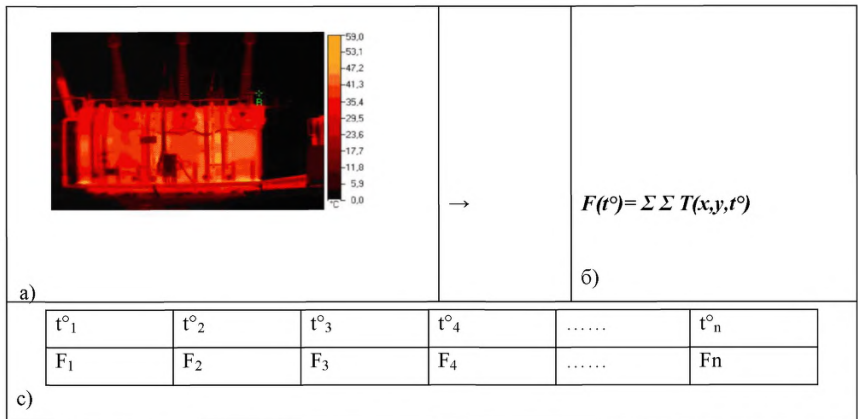 59,0
53,1
47,2
41,3
35,4
29,5
23,6
17,7
11,8
5,9
0,0
°C
B
а)
→
F(t°)= Σ Σ T(x,y,t°)
б)
t°₁ t°₂ t°₃ t°₄ ...... t°ₙ
F₁ F₂ F₃ F₄ ...... Fn
с)